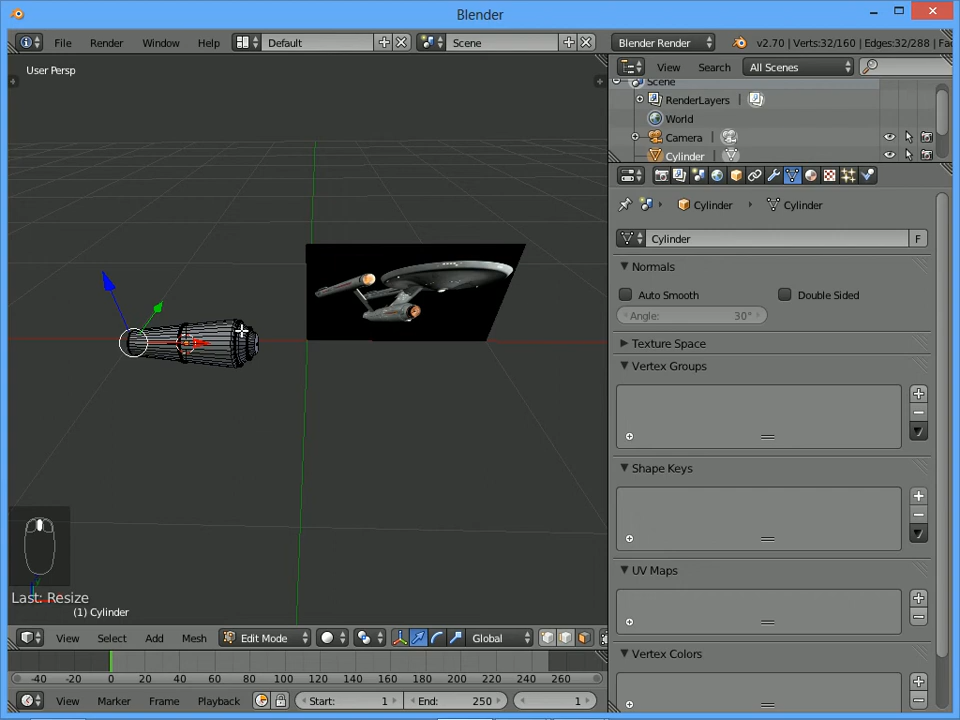 Blender
File Render Window Help Default Scene Blender Render v2.70 | Verts:32/160 | Edges:32/288 | Fac
User Persp
View Search All Scenes
Scene
RenderLayers
World
Camera
Cylinder
Cylinder Cylinder
Cylinder F
Normals
Auto Smooth Double Sided
Angle: 30°
Texture Space
Vertex Groups
Shape Keys
UV Maps
Vertex Colors
Last: Resize
(1) Cylinder
View Select Add Mesh Edit Mode Global
-40 -20 0 20 40 60 80 100 120 140 160 180 200 220 240 260
View Marker Frame Playback Start: 1 End: 250 1